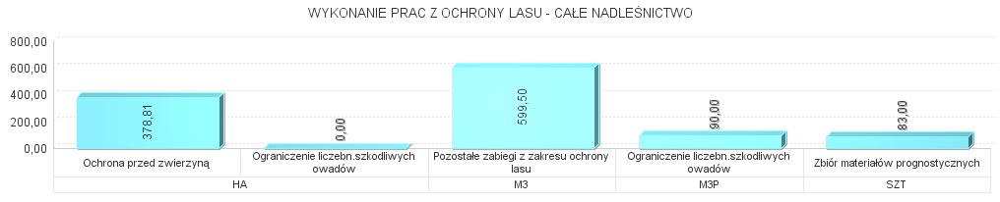 WYKONANIE PRAC Z OCHRONY LASU - CAŁE NADLEŚNICTWO
800,00
600,00
400,00
200,00
0,00
378,81
0,00
599,50
90,00
83,00
Ochrona przed zwierzyną
Ograniczenie liczebn.szkodliwych
owadów
Pozostałe zabiegi z zakresu ochrony
lasu
Ograniczenie liczebn.szkodliwych
owadów
Zbiór materiałów prognostycznych
HA
M3
M3P
SZT